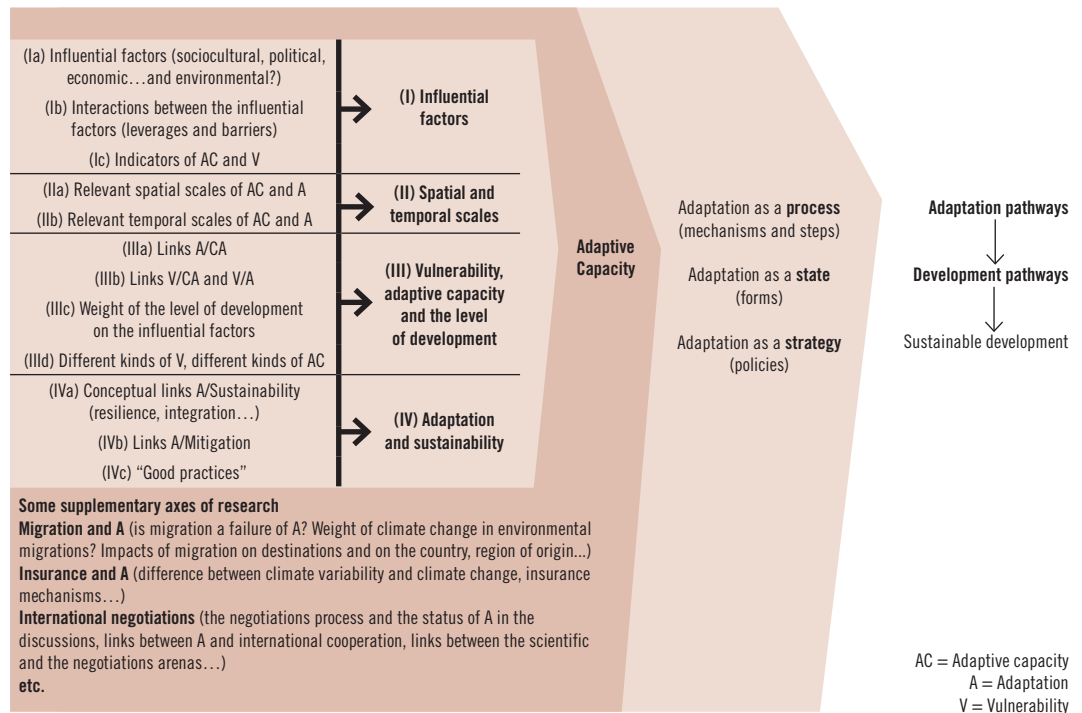 (Ia) Influential factors (sociocultural, political,
economic…and environmental?)
(Ib) Interactions between the influential
factors (leverages and barriers)
(Ic) Indicators of AC and V
(I) Influential
factors
(IIa) Relevant spatial scales of AC and A
(IIb) Relevant temporal scales of AC and A
(II) Spatial and
temporal scales
(IIIa) Links A/CA
(IIIb) Links V/CA and V/A
(IIIc) Weight of the level of development
on the influential factors
(IIId) Different kinds of V, different kinds of AC
(III) Vulnerability,
adaptive capacity
and the level
of development
(IVa) Conceptual links A/Sustainability
(resilience, integration…)
(IVb) Links A/Mitigation
(IVc) “Good practices”
(IV) Adaptation
and sustainability
Some supplementary axes of research
Migration and A (is migration a failure of A? Weight of climate change in environmental
migrations? Impacts of migration on destinations and on the country, region of origin...)
Insurance and A (difference between climate variability and climate change, insurance
mechanisms…)
International negotiations (the negotiations process and the status of A in the
discussions, links between A and international cooperation, links between the scientific
and the negotiations arenas…)
etc.
Adaptive
Capacity
Adaptation as a process
(mechanisms and steps)
Adaptation as a state
(forms)
Adaptation as a strategy
(policies)
Adaptation pathways
Development pathways
Sustainable development
AC = Adaptive capacity
A = Adaptation
V = Vulnerability